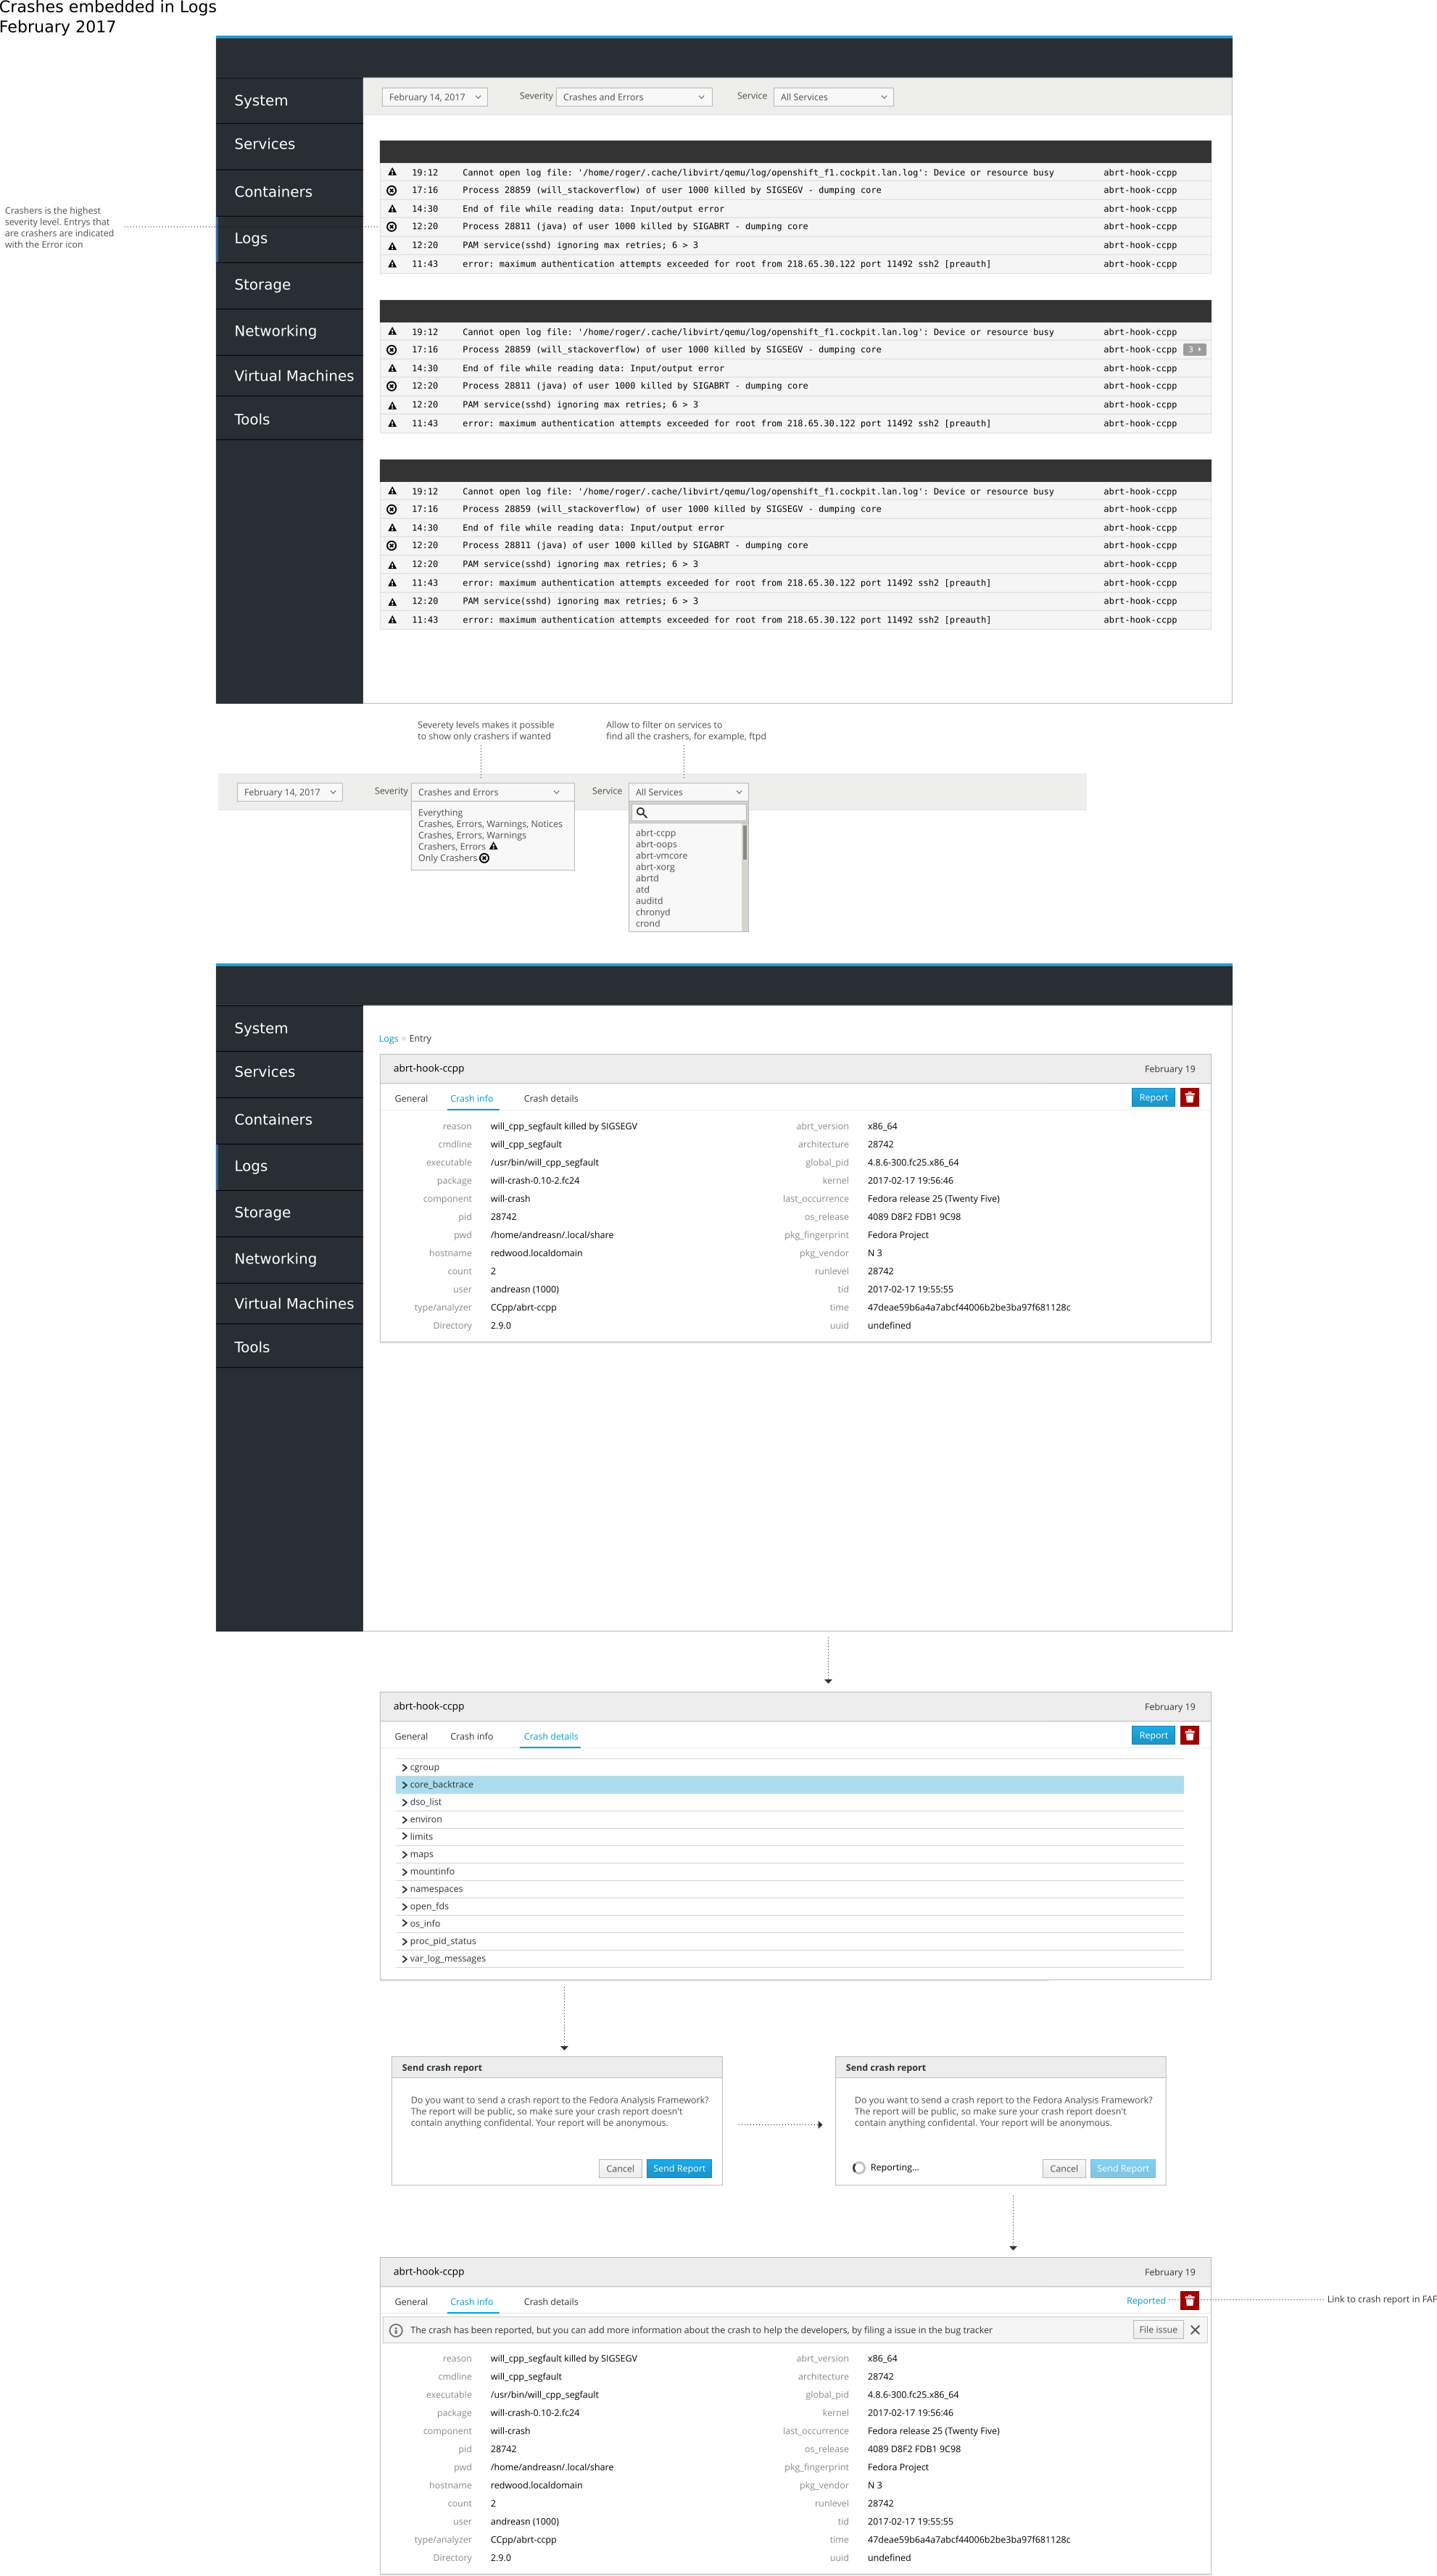 Crashes embedded in Logs
February 2017
System
Services
Containers
Logs
Storage
Networking
Virtual Machines
Tools
Crashers is the highest
severity level. Entrys that
are crashers are indicated
with the Error icon
February 14, 2017 Severity Crashes and Errors Service All Services
19:12 Cannot open log file: '/home/roger/.cache/libvirt/qemu/log/openshift_f1.cockpit.lan.log': Device or resource busy abrt-hook-ccpp
17:16 Process 28859 (will_stackoverflow) of user 1000 killed by SIGSEGV - dumping core abrt-hook-ccpp
14:30 End of file while reading data: Input/output error abrt-hook-ccpp
12:20 Process 28811 (java) of user 1000 killed by SIGABRT - dumping core abrt-hook-ccpp
12:20 PAM service(sshd) ignoring max retries; 6 > 3 abrt-hook-ccpp
11:43 error: maximum authentication attempts exceeded for root from 218.65.30.122 port 11492 ssh2 [preauth] abrt-hook-ccpp
19:12 Cannot open log file: '/home/roger/.cache/libvirt/qemu/log/openshift_f1.cockpit.lan.log': Device or resource busy abrt-hook-ccpp
17:16 Process 28859 (will_stackoverflow) of user 1000 killed by SIGSEGV - dumping core abrt-hook-ccpp 3
14:30 End of file while reading data: Input/output error abrt-hook-ccpp
12:20 Process 28811 (java) of user 1000 killed by SIGABRT - dumping core abrt-hook-ccpp
12:20 PAM service(sshd) ignoring max retries; 6 > 3 abrt-hook-ccpp
11:43 error: maximum authentication attempts exceeded for root from 218.65.30.122 port 11492 ssh2 [preauth] abrt-hook-ccpp
19:12 Cannot open log file: '/home/roger/.cache/libvirt/qemu/log/openshift_f1.cockpit.lan.log': Device or resource busy abrt-hook-ccpp
17:16 Process 28859 (will_stackoverflow) of user 1000 killed by SIGSEGV - dumping core abrt-hook-ccpp
14:30 End of file while reading data: Input/output error abrt-hook-ccpp
12:20 Process 28811 (java) of user 1000 killed by SIGABRT - dumping core abrt-hook-ccpp
12:20 PAM service(sshd) ignoring max retries; 6 > 3 abrt-hook-ccpp
11:43 error: maximum authentication attempts exceeded for root from 218.65.30.122 port 11492 ssh2 [preauth] abrt-hook-ccpp
12:20 PAM service(sshd) ignoring max retries; 6 > 3 abrt-hook-ccpp
11:43 error: maximum authentication attempts exceeded for root from 218.65.30.122 port 11492 ssh2 [preauth] abrt-hook-ccpp
Severety levels makes it possible
to show only crashers if wanted
Allow to filter on services to
find all the crashers, for example, ftpd
February 14, 2017 Severity Crashes and Errors Service All Services
Everything
Crashes, Errors, Warnings, Notices
Crashes, Errors, Warnings
Crashers, Errors
Only Crashers
abrt-ccpp
abrt-oops
abrt-vmcore
abrt-xorg
abrtd
atd
auditd
chronyd
crond
System
Services
Containers
Logs
Storage
Networking
Virtual Machines
Tools
Logs » Entry
abrt-hook-ccpp February 19
General Crash info Crash details Report
reason will_cpp_segfault killed by SIGSEGV abrt_version x86_64
cmdline will_cpp_segfault architecture 28742
executable /usr/bin/will_cpp_segfault global_pid 4.8.6-300.fc25.x86_64
package will-crash-0.10-2.fc24 kernel 2017-02-17 19:56:46
component will-crash last_occurrence Fedora release 25 (Twenty Five)
pid 28742 os_release 4089 D8F2 FDB1 9C98
pwd /home/andreasn/.local/share pkg_fingerprint Fedora Project
hostname redwood.localdomain pkg_vendor N 3
count 2 runlevel 28742
user andreasn (1000) tid 2017-02-17 19:55:55
type/analyzer CCpp/abrt-ccpp time 47deae59b6a4a7abcf44006b2be3ba97f681128c
Directory 2.9.0 uuid undefined
abrt-hook-ccpp February 19
General Crash info Crash details Report
cgroup
core_backtrace
dso_list
environ
limits
maps
mountinfo
namespaces
open_fds
os_info
proc_pid_status
var_log_messages
Send crash report
Do you want to send a crash report to the Fedora Analysis Framework?
The report will be public, so make sure your crash report doesn't
contain anything confidental. Your report will be anonymous.
Cancel Send Report
Send crash report
Do you want to send a crash report to the Fedora Analysis Framework?
The report will be public, so make sure your crash report doesn't
contain anything confidental. Your report will be anonymous.
Reporting... Cancel Send Report
abrt-hook-ccpp February 19
General Crash info Crash details Reported
Link to crash report in FAF
The crash has been reported, but you can add more information about the crash to help the developers, by filing a issue in the bug tracker File issue
reason will_cpp_segfault killed by SIGSEGV abrt_version x86_64
cmdline will_cpp_segfault architecture 28742
executable /usr/bin/will_cpp_segfault global_pid 4.8.6-300.fc25.x86_64
package will-crash-0.10-2.fc24 kernel 2017-02-17 19:56:46
component will-crash last_occurrence Fedora release 25 (Twenty Five)
pid 28742 os_release 4089 D8F2 FDB1 9C98
pwd /home/andreasn/.local/share pkg_fingerprint Fedora Project
hostname redwood.localdomain pkg_vendor N 3
count 2 runlevel 28742
user andreasn (1000) tid 2017-02-17 19:55:55
type/analyzer CCpp/abrt-ccpp time 47deae59b6a4a7abcf44006b2be3ba97f681128c
Directory 2.9.0 uuid undefined